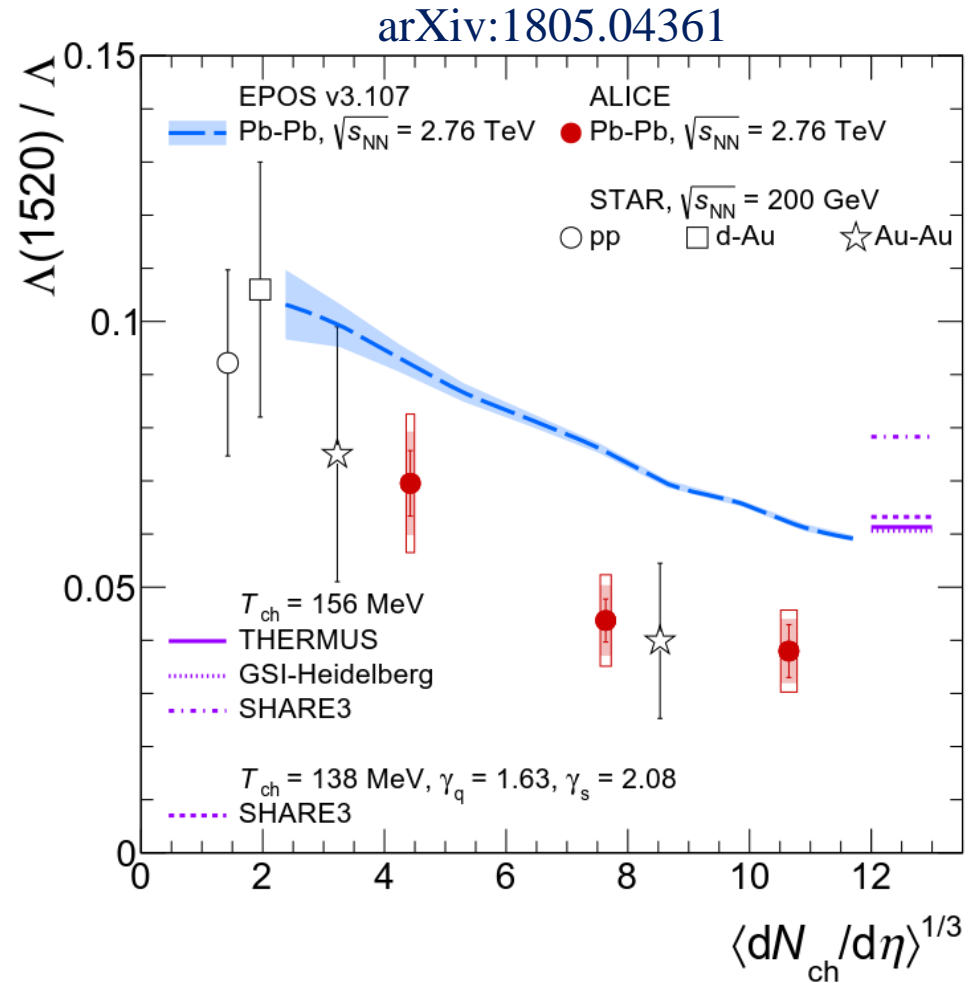 arXiv:1805.04361
Λ(1520) / Λ
0.15
0.1
0.05
0
EPOS v3.107
Pb-Pb, √sNN = 2.76 TeV
ALICE
Pb-Pb, √sNN = 2.76 TeV
STAR, √sNN = 200 GeV
pp d-Au Au-Au
Tch = 156 MeV
THERMUS
GSI-Heidelberg
SHARE3
Tch = 138 MeV, γq = 1.63, γs = 2.08
SHARE3
0 2 4 6 8 10 12
⟨dNch/dη⟩1/3